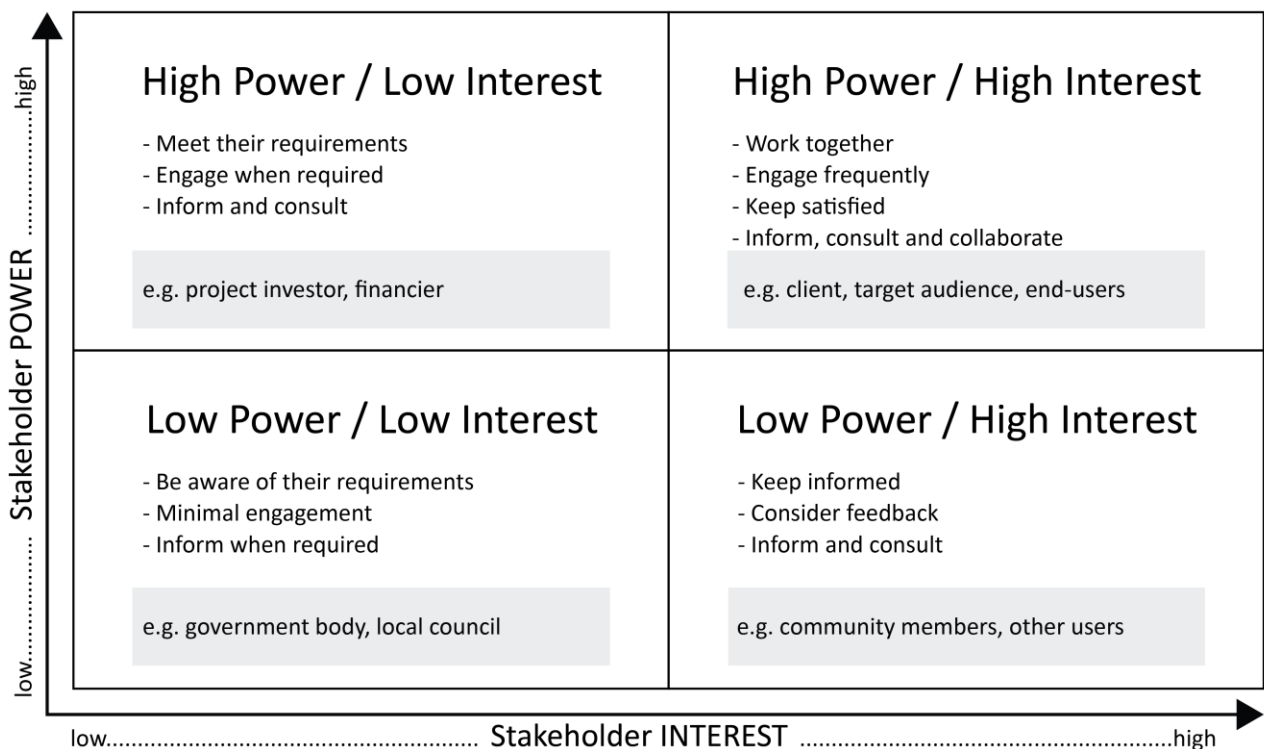 High Power / Low Interest
- Meet their requirements
- Engage when required
- Inform and consult
e.g. project investor, financier
High Power / High Interest
- Work together
- Engage frequently
- Keep satisfied
- Inform, consult and collaborate
e.g. client, target audience, end-users
Low Power / Low Interest
- Be aware of their requirements
- Minimal engagement
- Inform when required
e.g. government body, local council
Low Power / High Interest
- Keep informed
- Consider feedback
- Inform and consult
e.g. community members, other users
low............ Stakeholder POWER ............high
low.................................................... Stakeholder INTEREST ....................................................high